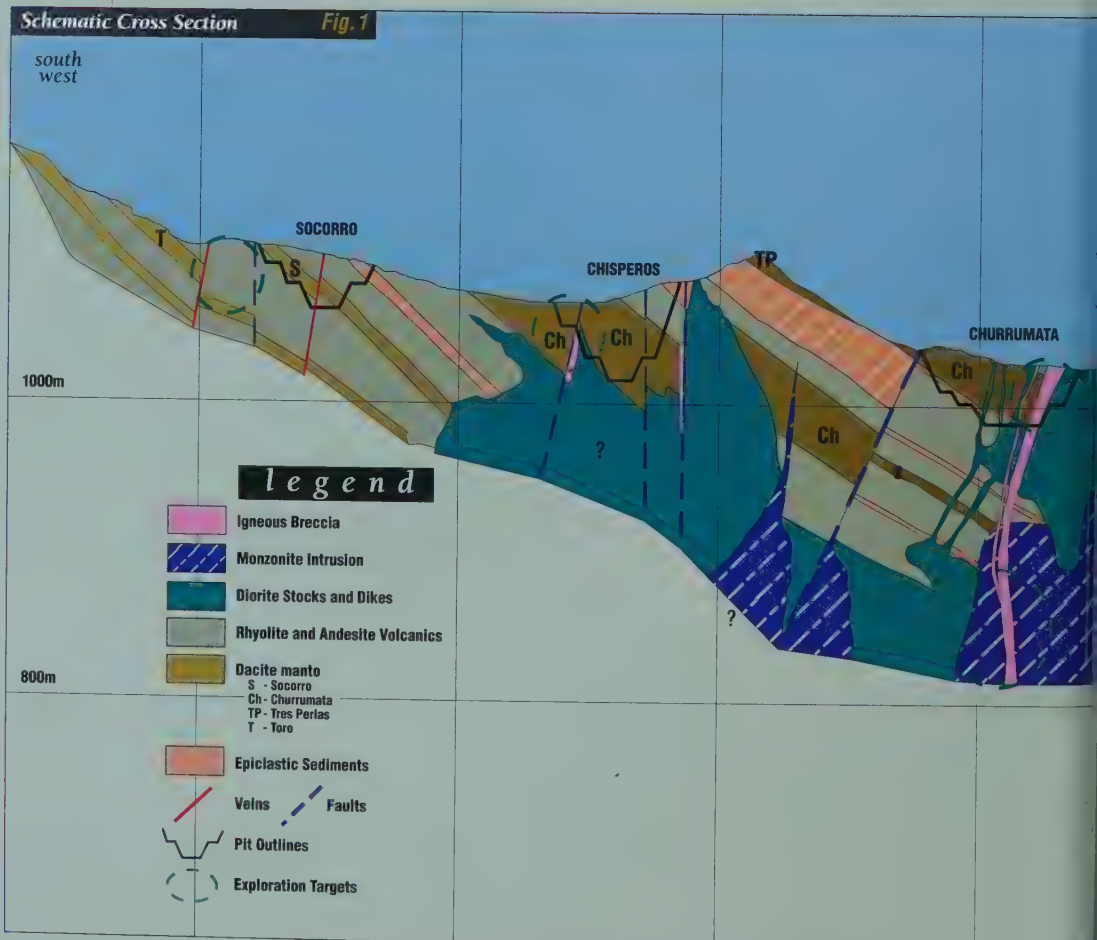 Schematic Cross Section Fig. 1
south
west
T
SOCORRO
S
CHISPEROS
TP
CHURRUMATA
Ch
Ch
Ch
1000m
?
Ch
legend
Igneous Breccia
Monzonite Intrusion
Diorite Stocks and Dikes
?
Rhyolite and Andesite Volcanics
800m
Dacite manto
S - Socorro
Ch - Churrumata
TP - Tres Perlas
T - Toro
Epiclastic Sediments
Veins
Faults
Pit Outlines
Exploration Targets